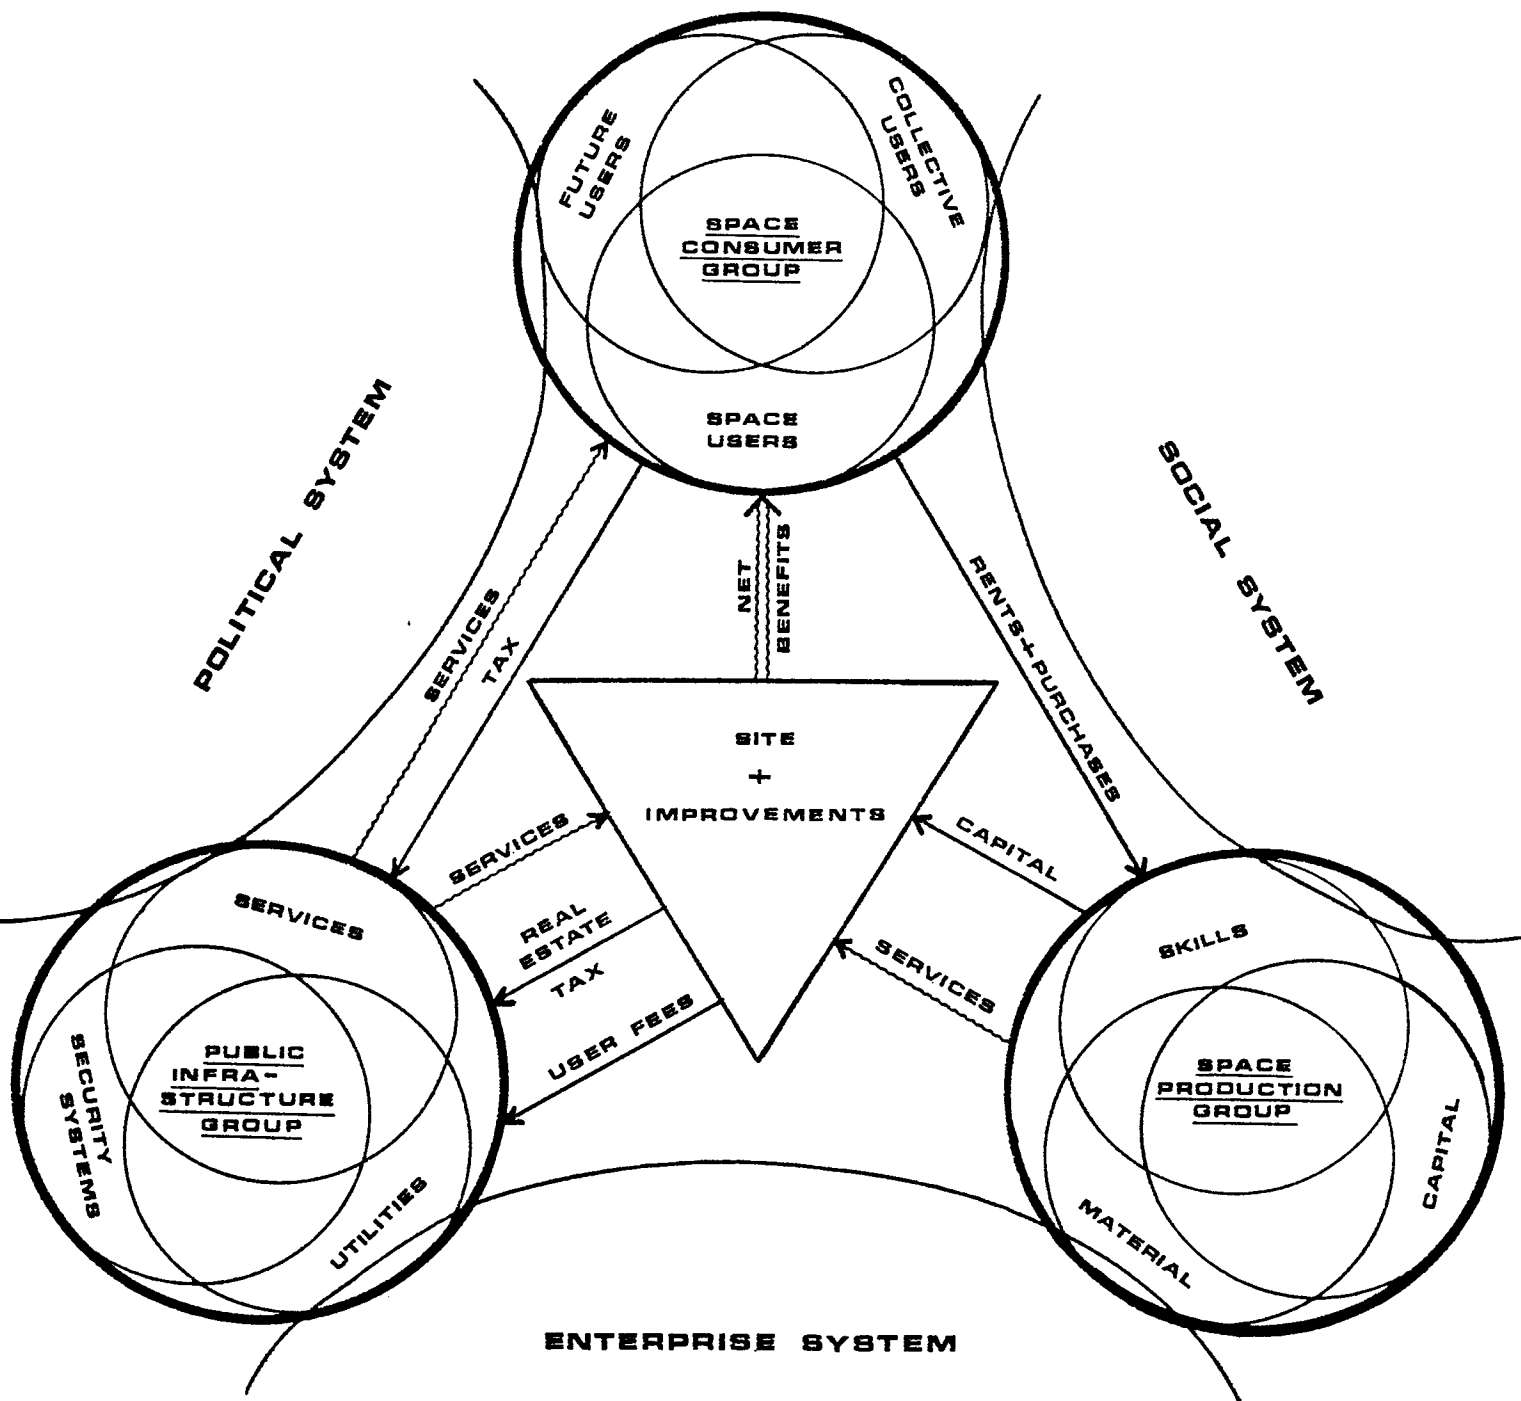 FUTURE
USERS
COLLECTIVE
USERS
SPACE
CONSUMER
GROUP
SPACE
USERS
POLITICAL SYSTEM
SOCIAL SYSTEM
SERVICES
TAX
NET
BENEFITS
RENTS + PURCHASES
SITE
+
IMPROVEMENTS
SERVICES
REAL
ESTATE
TAX
USER FEES
CAPITAL
SERVICES
SERVICES
SECURITY
SYSTEMS
PUBLIC
INFRA-
STRUCTURE
GROUP
UTILITIES
SKILLS
SPACE
PRODUCTION
GROUP
CAPITAL
MATERIAL
ENTERPRISE SYSTEM